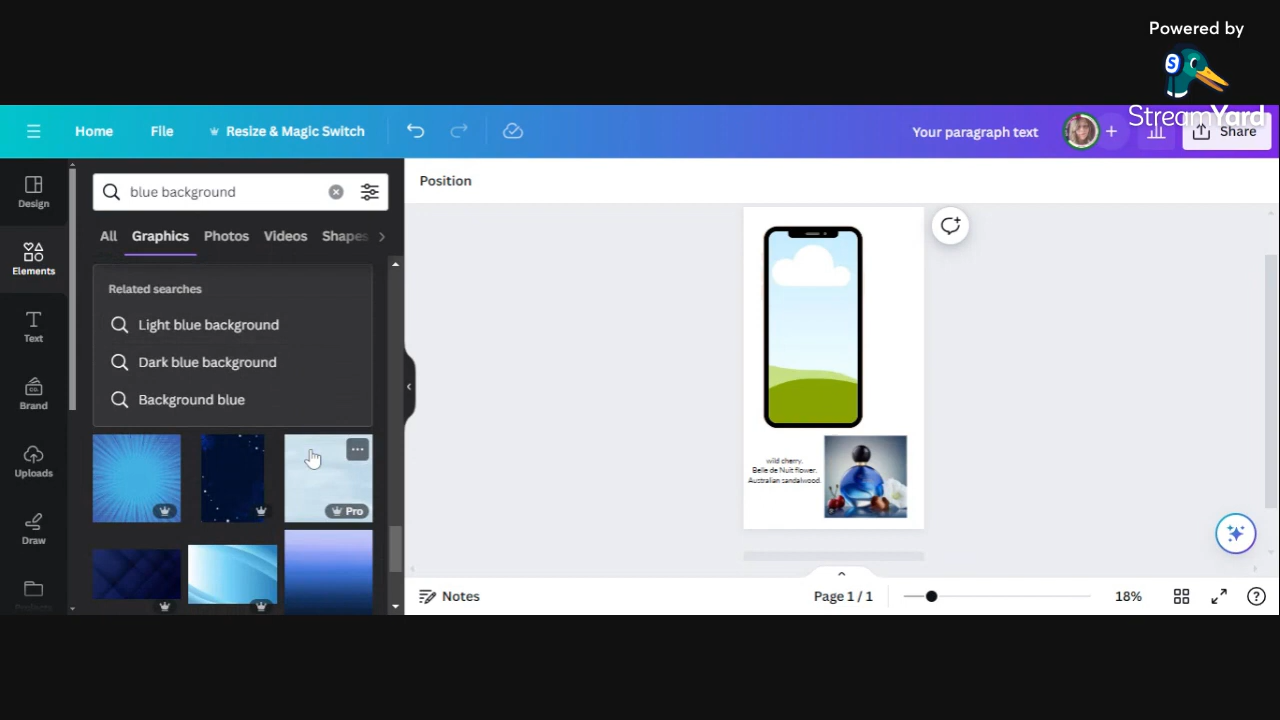 Powered by
StreamYard
Home
File
Resize & Magic Switch
Your paragraph text
Share
Design
Elements
Text
Brand
Uploads
Draw
blue background
All
Graphics
Photos
Videos
Shapes
Related searches
Light blue background
Dark blue background
Background blue
Pro
Position
wild cherry.
Belle de Nuit flower.
Australian sandalwood.
Notes
Page 1 / 1
18%